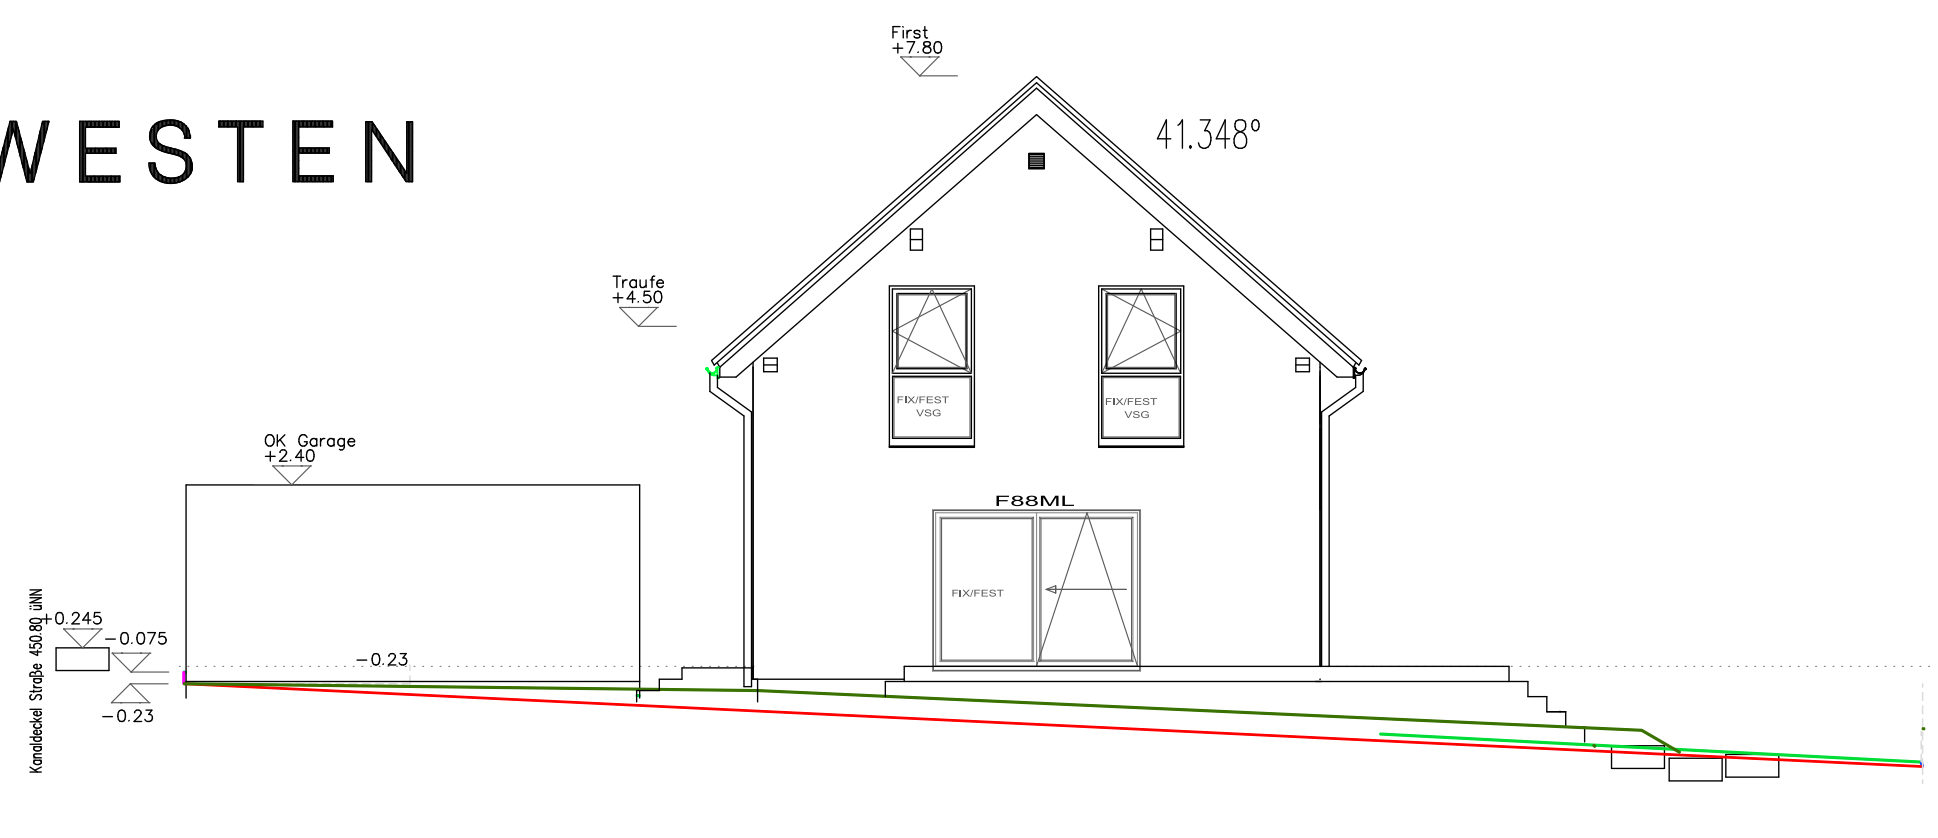 First
+7.80
WESTEN
41.348°
Traufe
+4.50
FIX/FEST
VSG
FIX/FEST
VSG
OK Garage
+2.40
F88ML
FIX/FEST
Kanaldeckel Straße 450.80 üNN
+0.245
-0.075
-0.23
-0.23